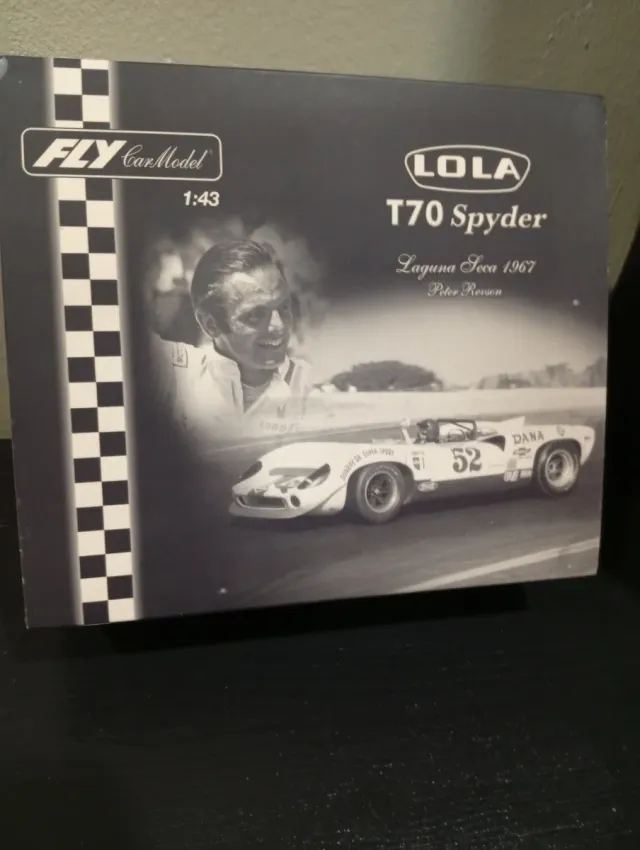 FLY CarModel
1:43
LOLA
T70 Spyder
Laguna Seca 1967
Peter Revson
52
DANA